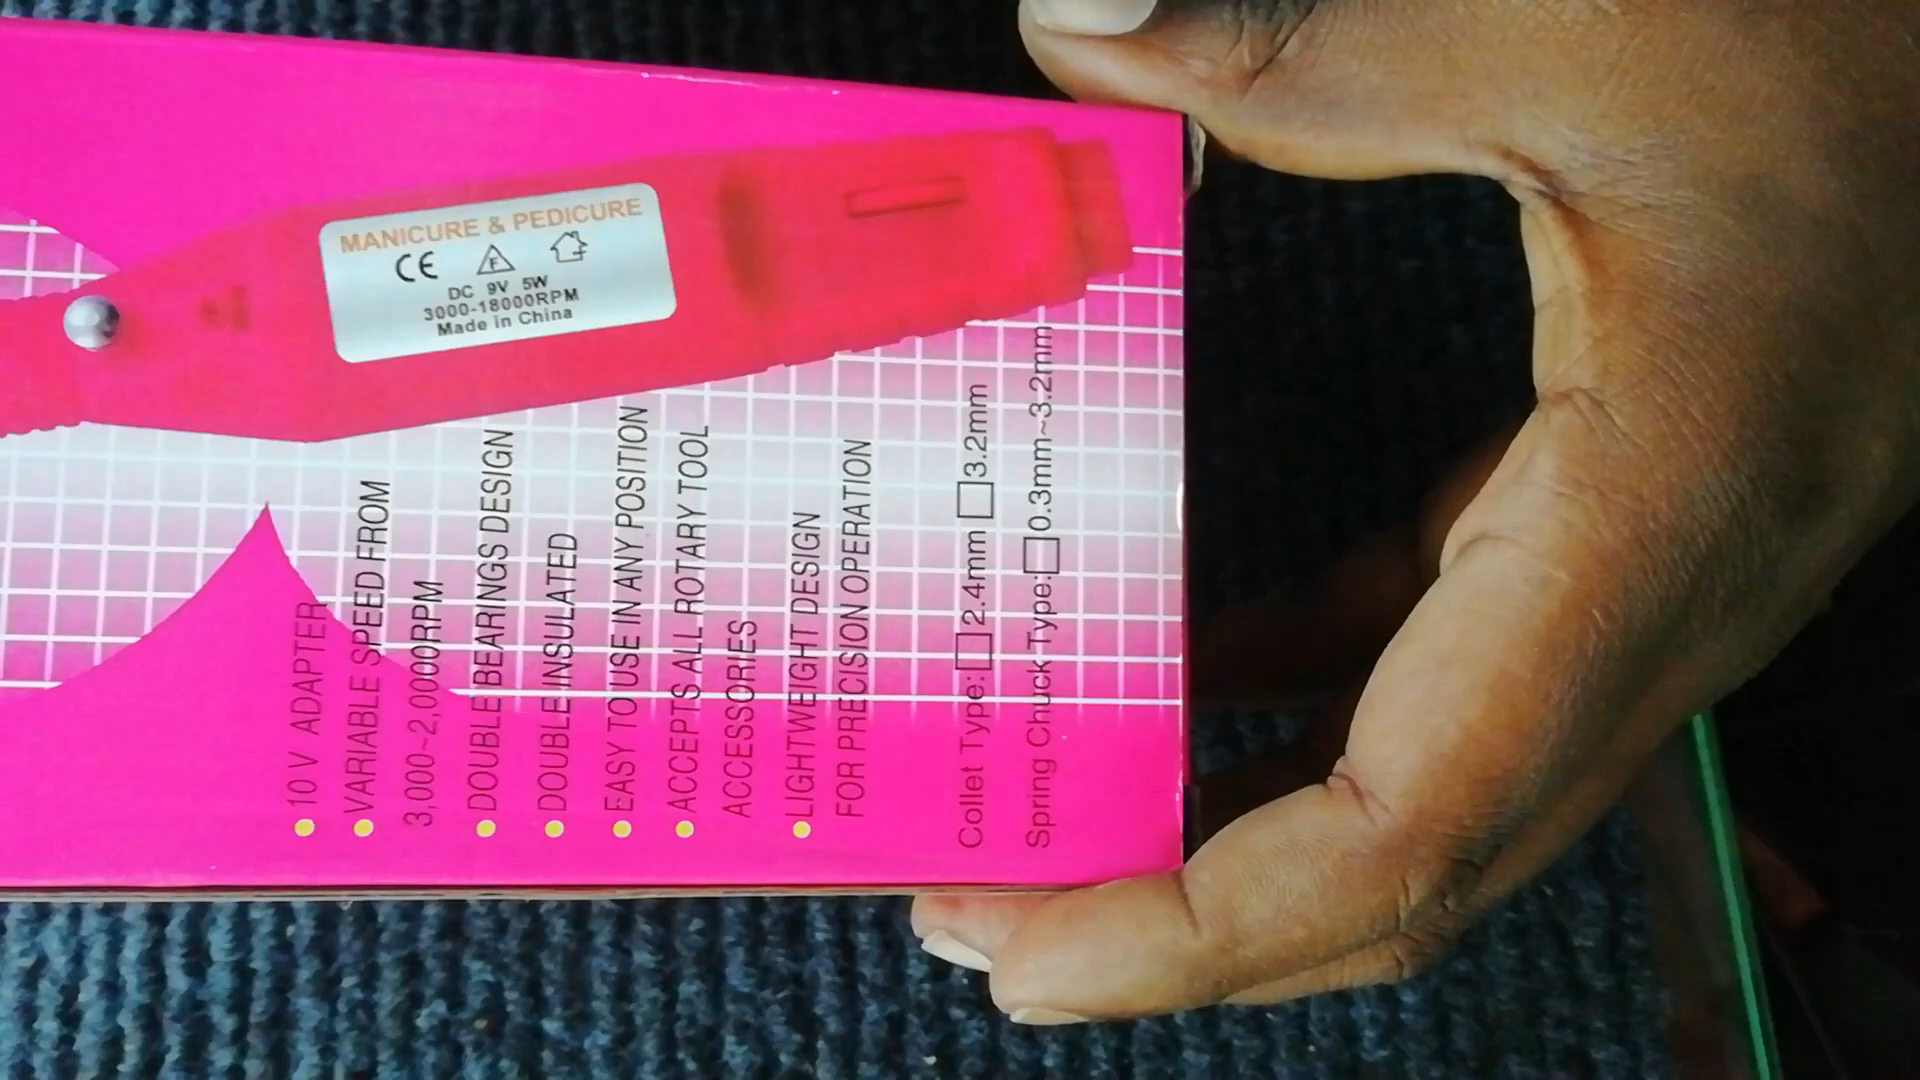 MANICURE & PEDICURE
CE F
DC 9V 5W
3000-18000RPM
Made In China
10 V ADAPTER
VARIABLE SPEED FROM
3,000~2,0000RPM
DOUBLE BEARINGS DESIGN
DOUBLE INSULATED
EASY TO USE IN ANY POSITION
ACCEPTS ALL ROTARY TOOL
ACCESSORIES
LIGHTWEIGHT DESIGN
FOR PRECISION OPERATION
Collet Type:□2.4mm □3.2mm
Spring Chuck Type:□0.3mm~3.2mm